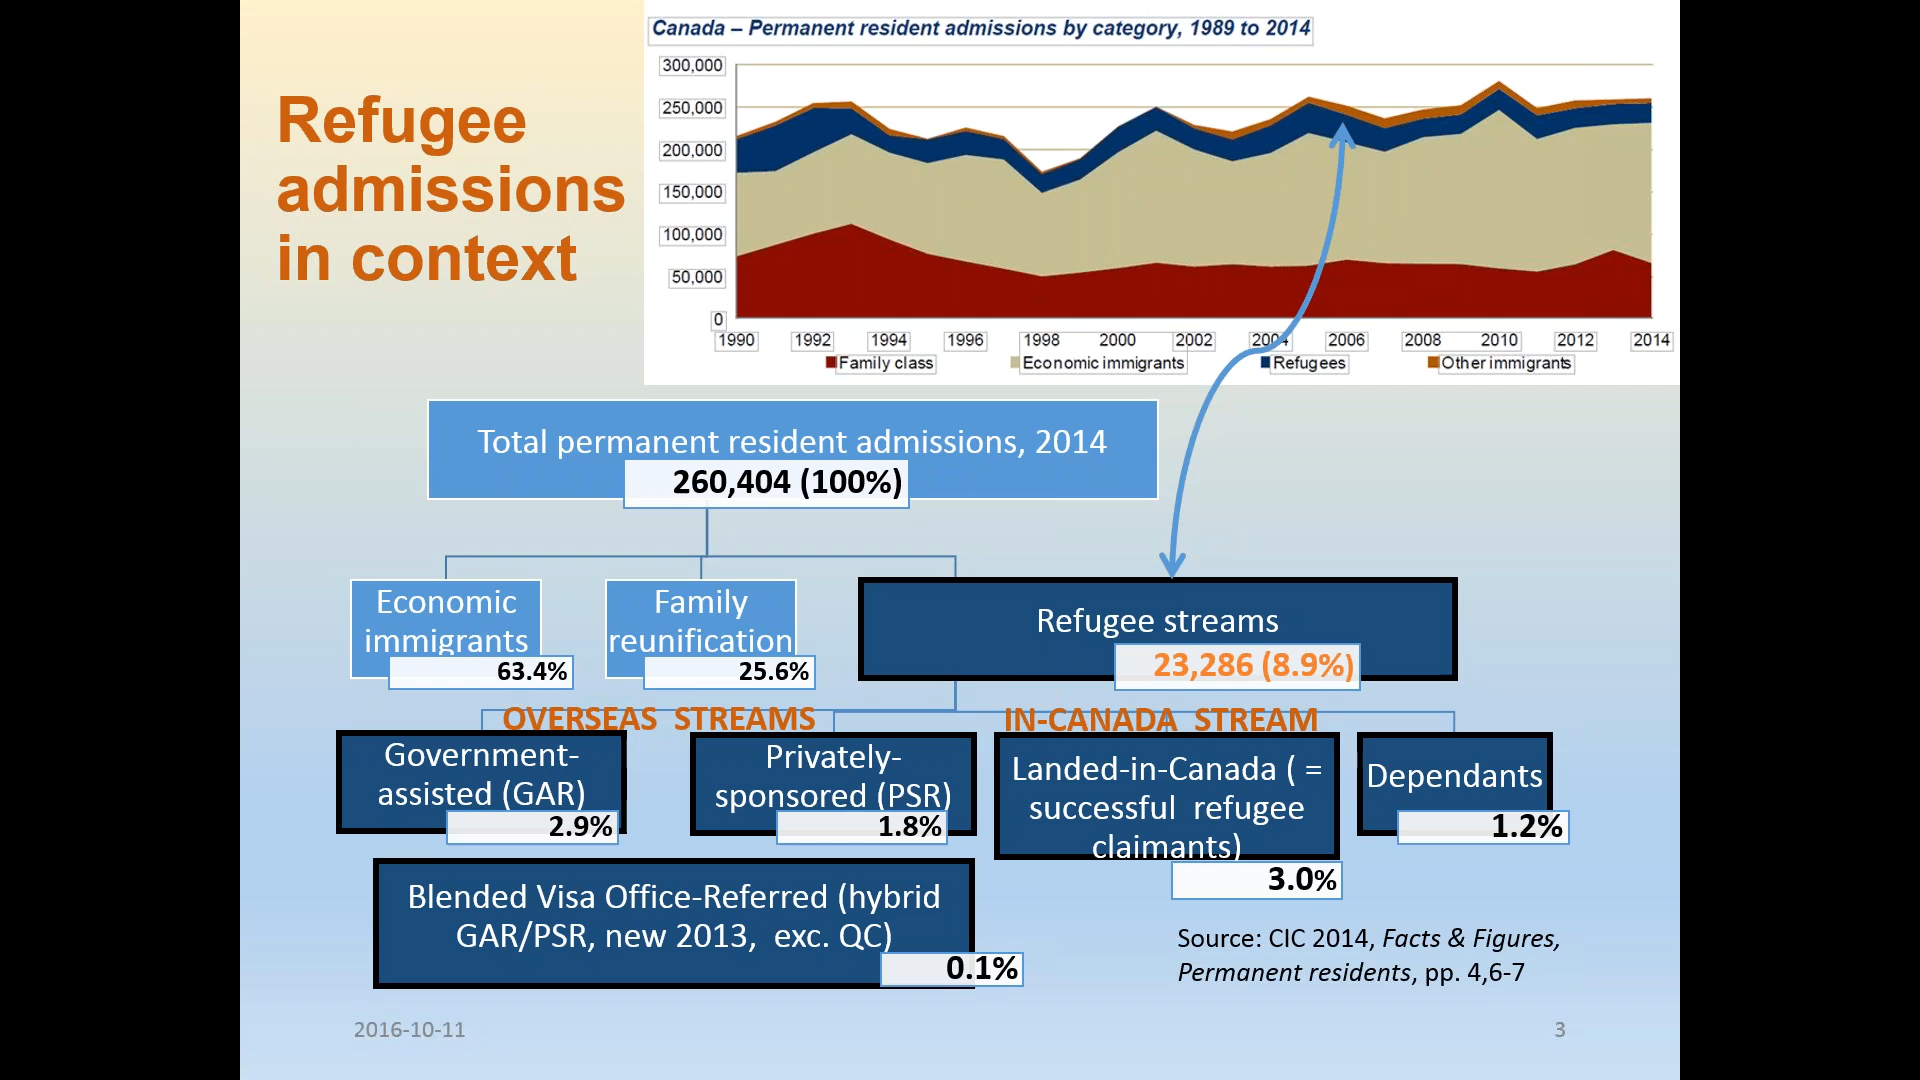 Refugee
admissions
in context
Canada – Permanent resident admissions by category, 1989 to 2014
300,000
250,000
200,000
150,000
100,000
50,000
0
1990 1992 1994 1996 1998 2000 2002 2004 2006 2008 2010 2012 2014
Family class Economic immigrants Refugees Other immigrants
Total permanent resident admissions, 2014
260,404 (100%)
Economic
immigrants
63.4%
Family
reunification
25.6%
Refugee streams
23,286 (8.9%)
OVERSEAS STREAMS
IN-CANADA STREAM
Government-
assisted (GAR)
2.9%
Privately-
sponsored (PSR)
1.8%
Landed-in-Canada ( =
successful refugee
claimants)
3.0%
Dependants
1.2%
Blended Visa Office-Referred (hybrid
GAR/PSR, new 2013, exc. QC)
0.1%
Source: CIC 2014, Facts & Figures,
Permanent residents, pp. 4,6-7
2016-10-11
3